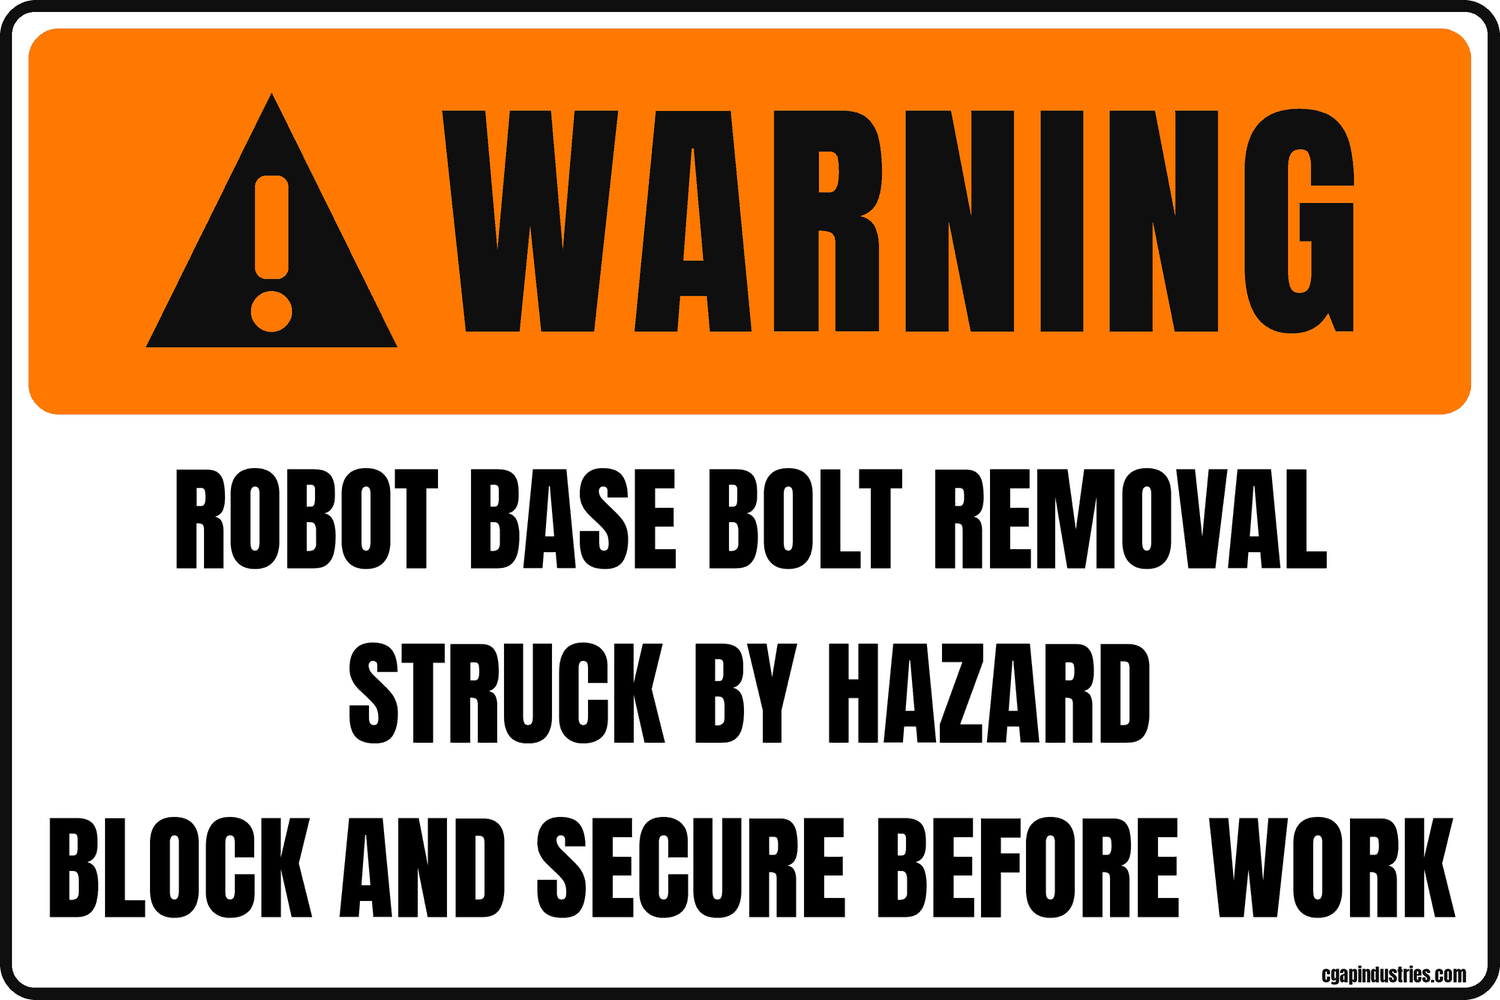 WARNING
ROBOT BASE BOLT REMOVAL
STRUCK BY HAZARD
BLOCK AND SECURE BEFORE WORK
cgapindustries.com